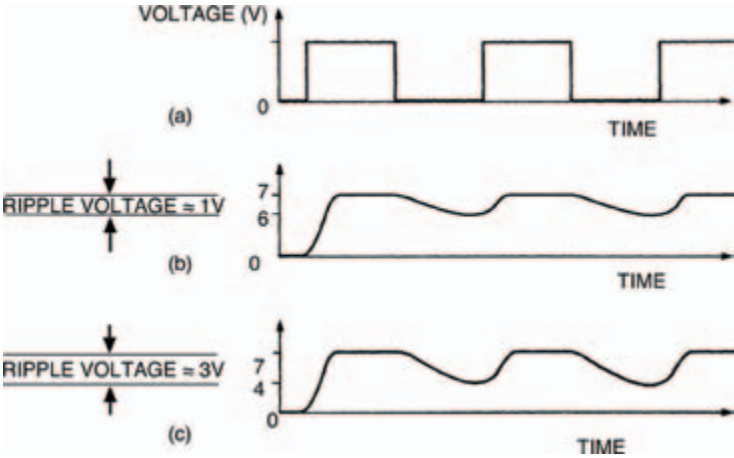 VOLTAGE (V)
0
(a)
TIME
RIPPLE VOLTAGE ≈ 1V
7
6
0
(b)
TIME
RIPPLE VOLTAGE ≈ 3V
7
4
0
(c)
TIME